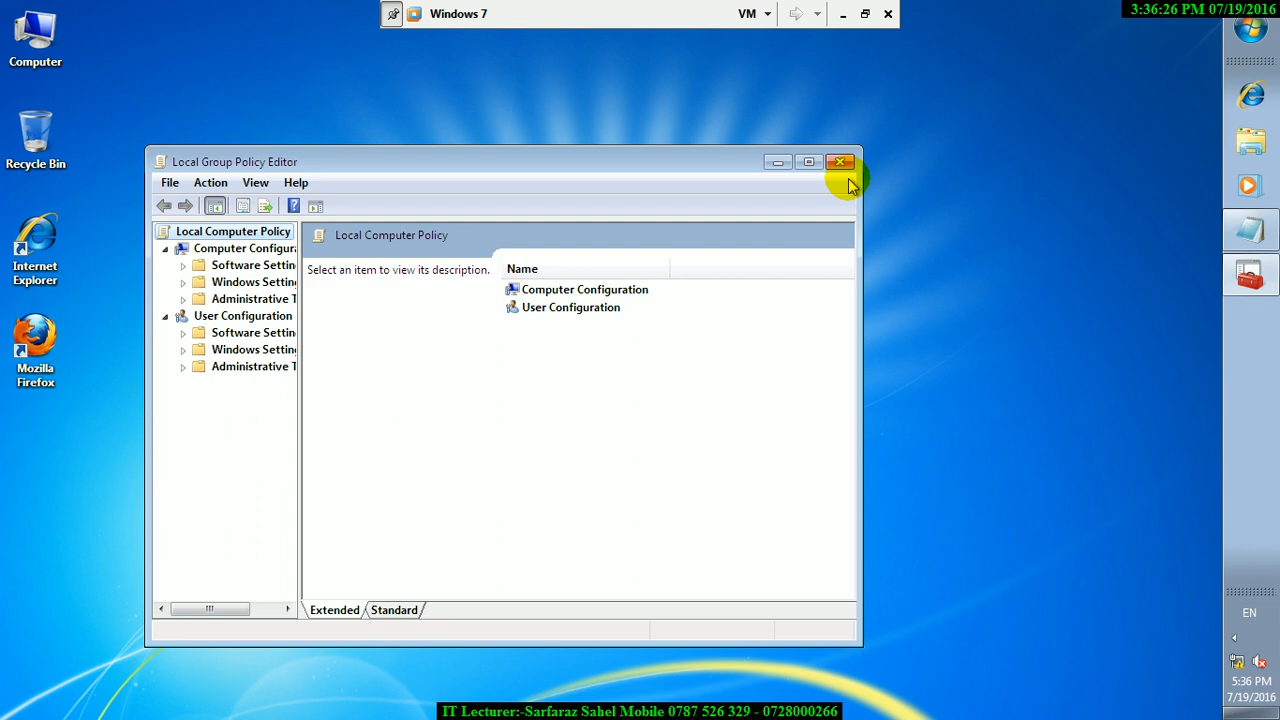 Windows 7
VM
3:36:26 PM 07/19/2016
Computer
Recycle Bin
Internet
Explorer
Mozilla
Firefox
Local Group Policy Editor
File Action View Help
Local Computer Policy
Computer Configura
Software Settin
Windows Settin
Administrative T
User Configuration
Software Settin
Windows Settin
Administrative T
Local Computer Policy
Select an item to view its description.
Name
Computer Configuration
User Configuration
Extended Standard
EN
5:36 PM
7/19/2016
IT Lecturer:-Sarfaraz Sahel Mobile 0787 526 329 - 0728000266